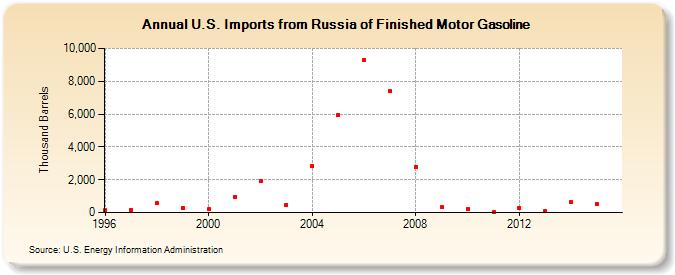 Annual U.S. Imports from Russia of Finished Motor Gasoline
Thousand Barrels
10,000
8,000
6,000
4,000
2,000
0
1996 2000 2004 2008 2012
Source: U.S. Energy Information Administration